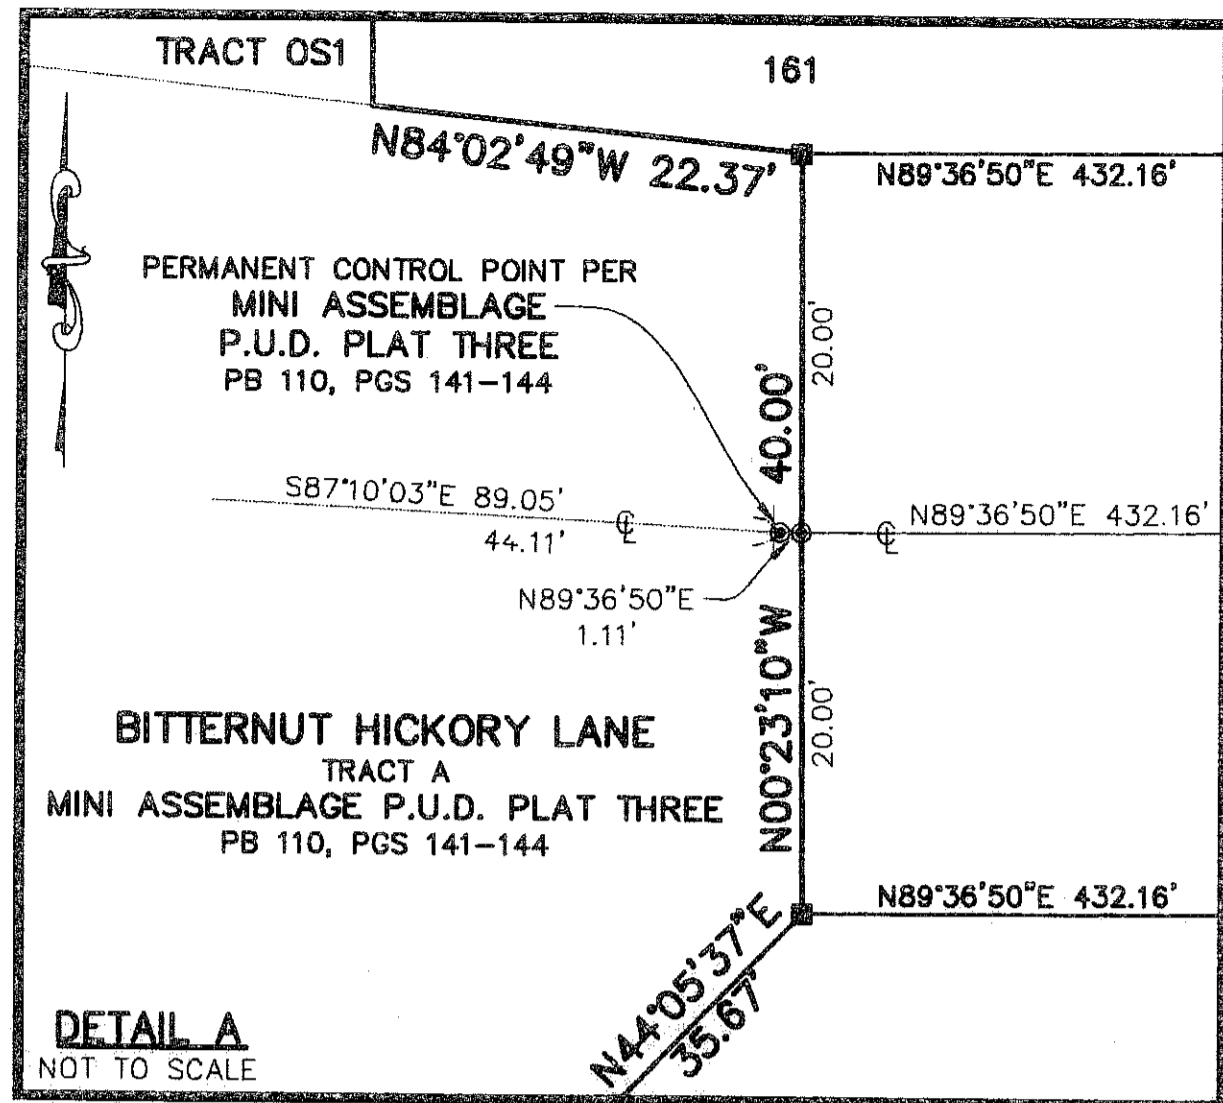 TRACT OS1
161
N84°02'49"W 22.37'
N89°36'50"E 432.16'
PERMANENT CONTROL POINT PER
MINI ASSEMBLAGE
P.U.D. PLAT THREE
PB 110, PGS 141-144
20.00'
40.00'
S87°10'03"E 89.05'
44.11'
N89°36'50"E 432.16'
N89°36'50"E
1.11'
N00°23'10"W
20.00'
BITTERNUT HICKORY LANE
TRACT A
MINI ASSEMBLAGE P.U.D. PLAT THREE
PB 110, PGS 141-144
N89°36'50"E 432.16'
N44°05'37"E
35.67'
DETAIL A
NOT TO SCALE